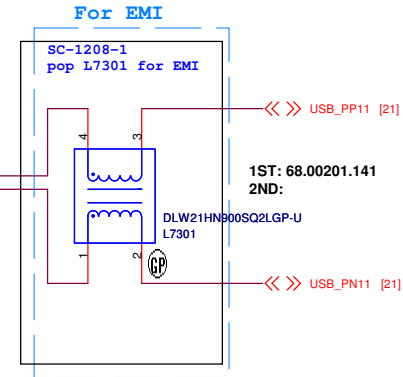 For EMI
SC-1208-1
pop L7301 for EMI
4
3
USB_PP11 [21]
1ST: 68.00201.141
2ND:
DLW21HN900SQ2LGP-U
L7301
1
2
GP
USB_PN11 [21]